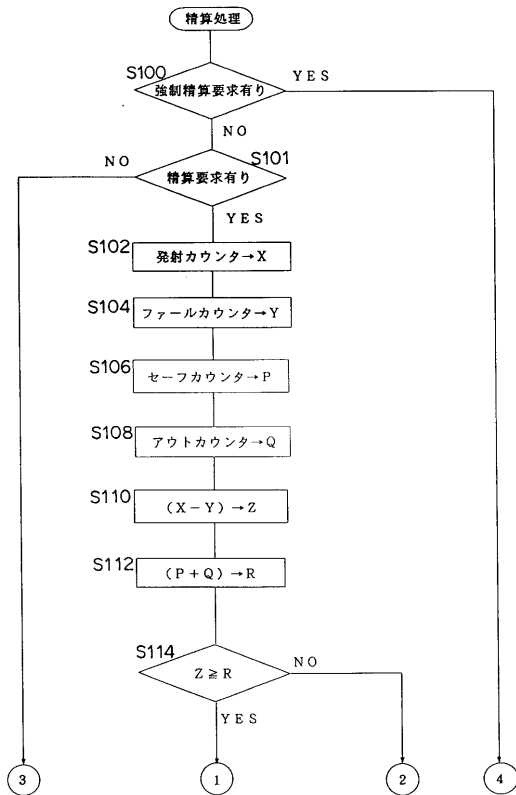 精算処理
S100
強制精算要求有り
YES
NO
NO
S101
精算要求有り
YES
S102
発射カウンタ→X
S104
ファールカウンタ→Y
S106
セーフカウンタ→P
S108
アウトカウンタ→Q
S110
(X－Y)→Z
S112
(P＋Q)→R
S114
Z≧R
NO
YES
3
1
2
4